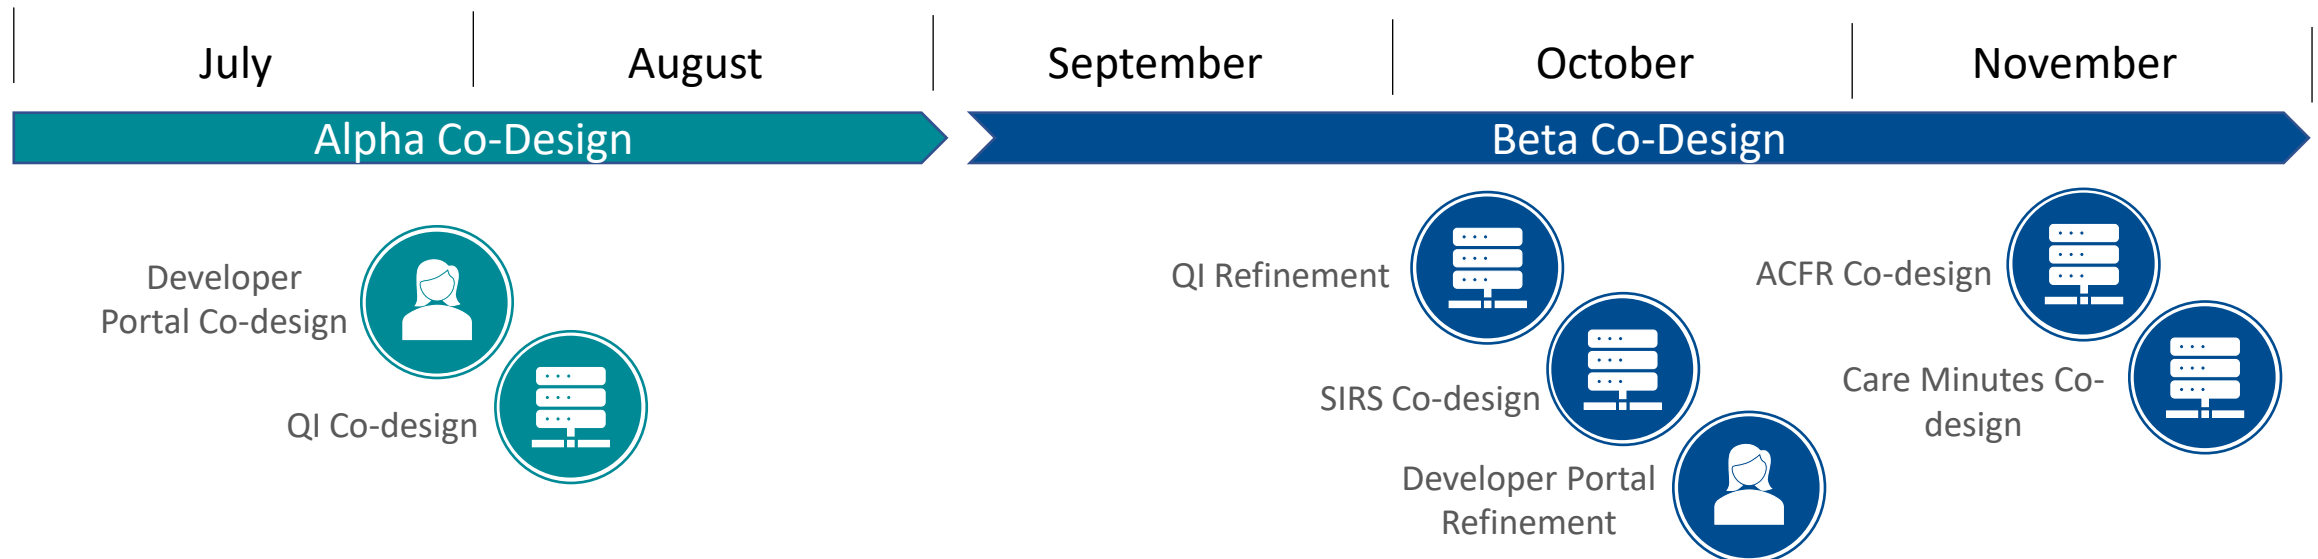 July
August
September
October
November
Alpha Co-Design
Beta Co-Design
Developer
Portal Co-design
QI Co-design
QI Refinement
SIRS Co-design
Developer Portal
Refinement
ACFR Co-design
Care Minutes Co-
design